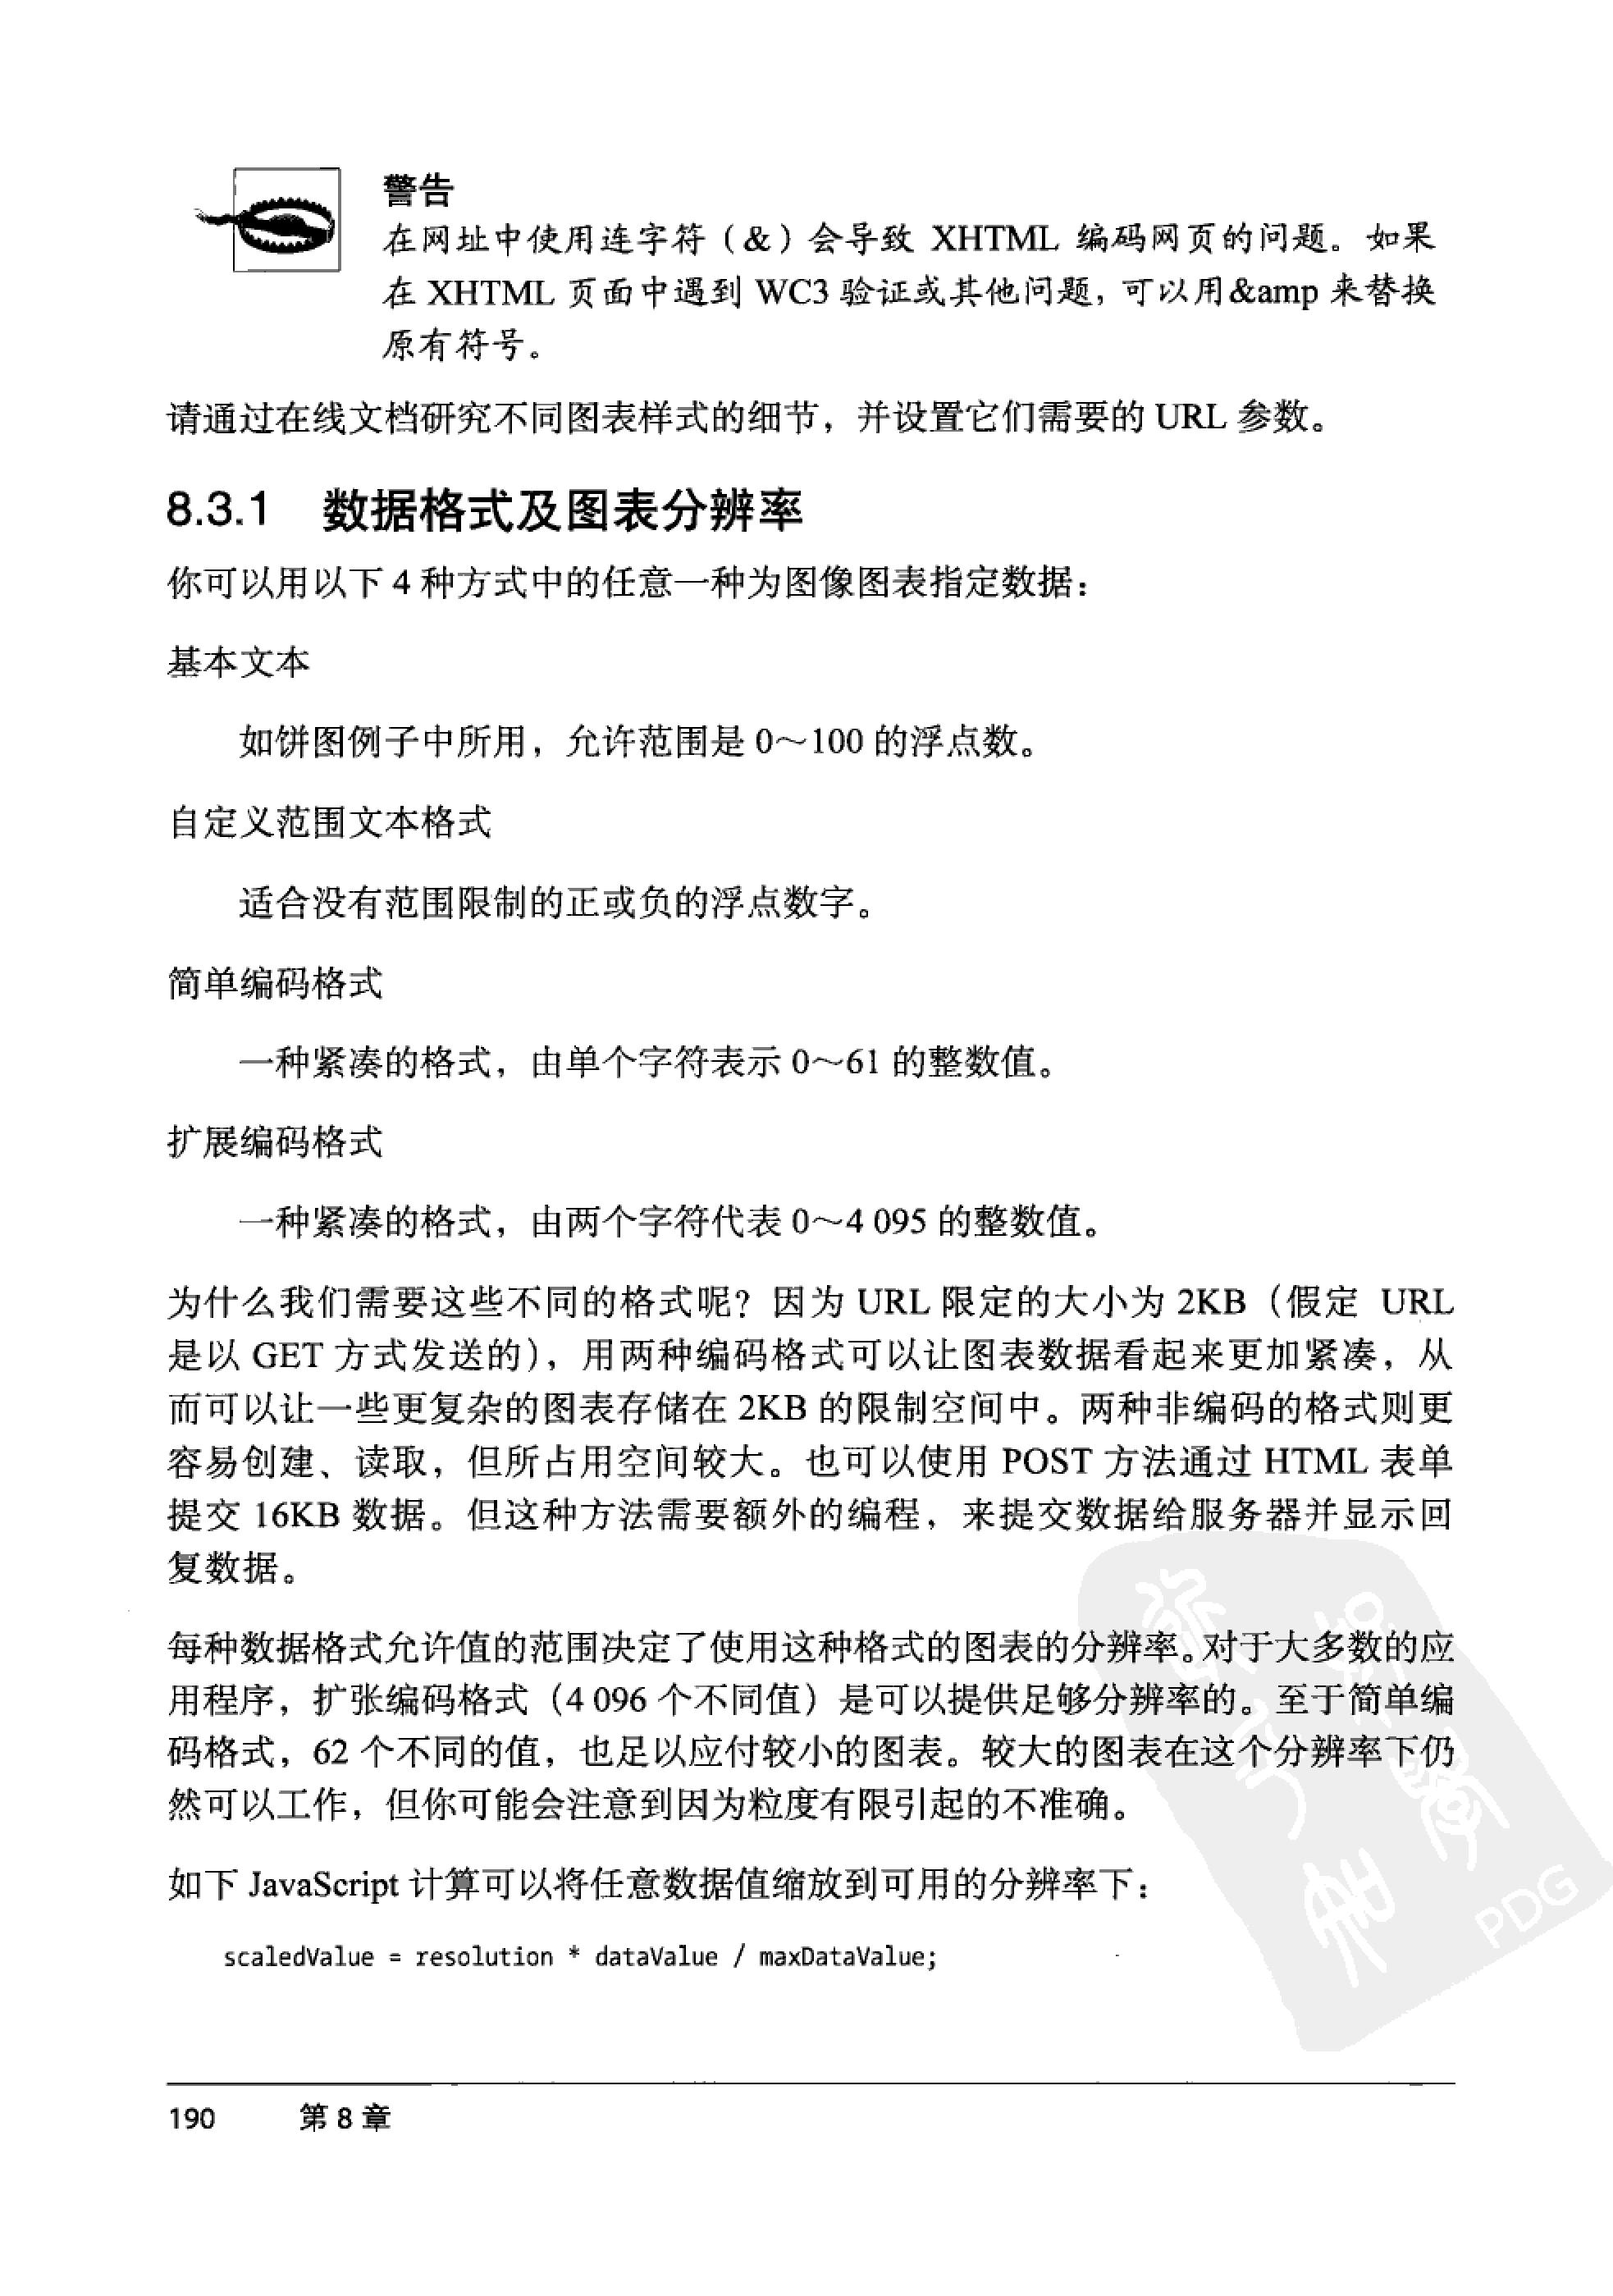 警告
在网址中使用连字符（&）会导致 XHTML 编码网页的问题。如果
在 XHTML 页面中遇到 WC3 验证或其他问题，可以用&amp 来替换
原有符号。
请通过在线文档研究不同图表样式的细节，并设置它们需要的 URL 参数。
8.3.1 数据格式及图表分辨率
你可以用以下 4 种方式中的任意一种为图像图表指定数据：
基本文本
如饼图例子中所用，允许范围是 0～100 的浮点数。
自定义范围文本格式
适合没有范围限制的正或负的浮点数字。
简单编码格式
一种紧凑的格式，由单个字符表示 0～61 的整数值。
扩展编码格式
一种紧凑的格式，由两个字符代表 0～4 095 的整数值。
为什么我们需要这些不同的格式呢？因为 URL 限定的大小为 2KB（假定 URL
是以 GET 方式发送的），用两种编码格式可以让图表数据看起来更加紧凑，从
而可以让一些更复杂的图表存储在 2KB 的限制空间中。两种非编码的格式则更
容易创建、读取，但所占用空间较大。也可以使用 POST 方法通过 HTML 表单
提交 16KB 数据。但这种方法需要额外的编程，来提交数据给服务器并显示回
复数据。
每种数据格式允许值的范围决定了使用这种格式的图表的分辨率。对于大多数的应
用程序，扩张编码格式（4 096 个不同值）是可以提供足够分辨率的。至于简单编
码格式，62 个不同的值，也足以应付较小的图表。较大的图表在这个分辨率下仍
然可以工作，但你可能会注意到因为粒度有限引起的不准确。
如下 JavaScript 计算可以将任意数据值缩放到可用的分辨率下：
scaledValue = resolution * dataValue / maxDataValue;
PDG
190 第 8 章